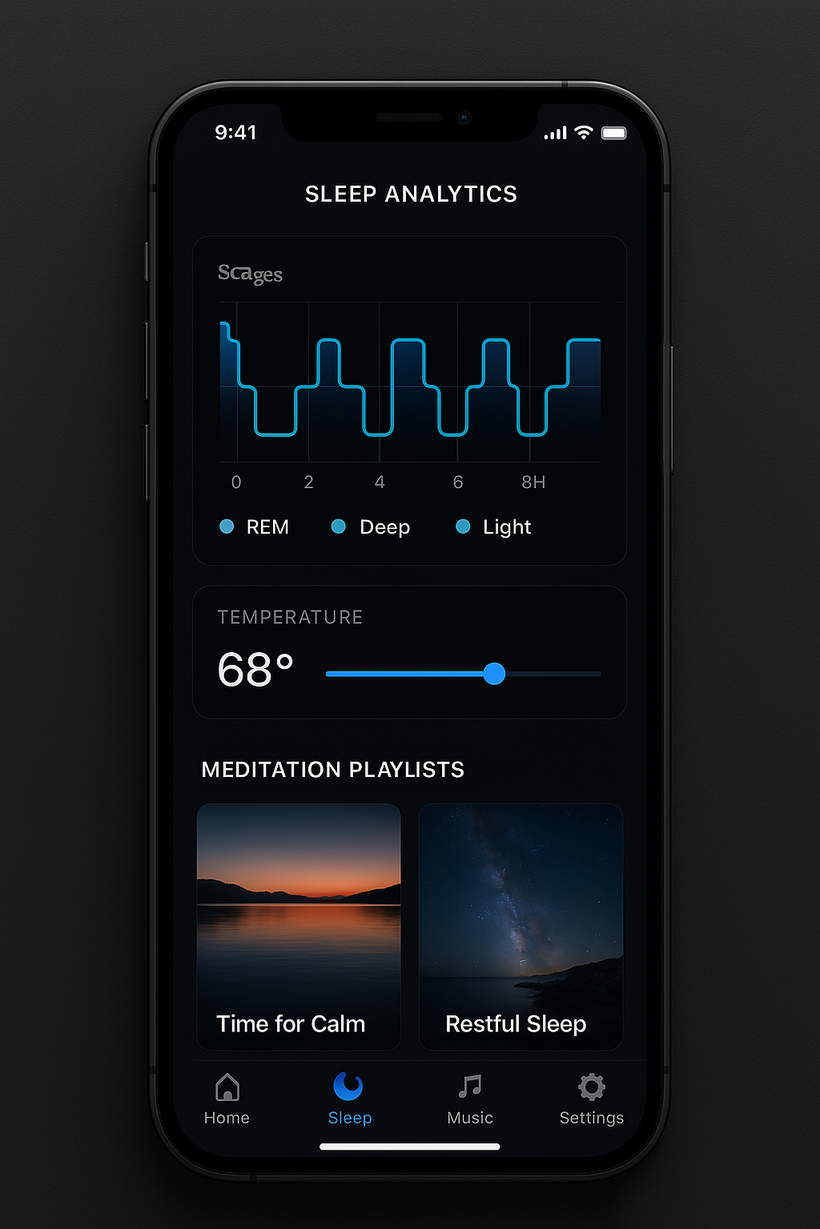 9:41
SLEEP ANALYTICS
Scages
0 2 4 6 8H
REM Deep Light
TEMPERATURE
68°
MEDITATION PLAYLISTS
Time for Calm Restful Sleep
Home Sleep Music Settings